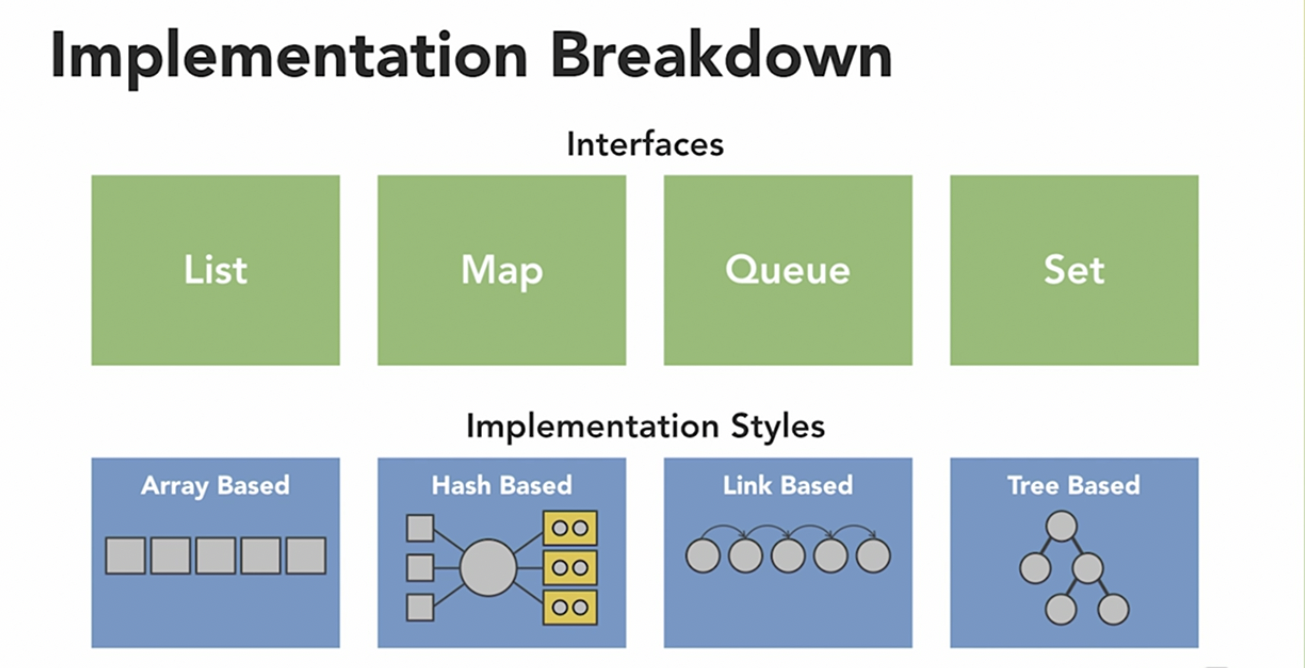 Implementation Breakdown
Interfaces
List
Map
Queue
Set
Implementation Styles
Array Based
Hash Based
Link Based
Tree Based